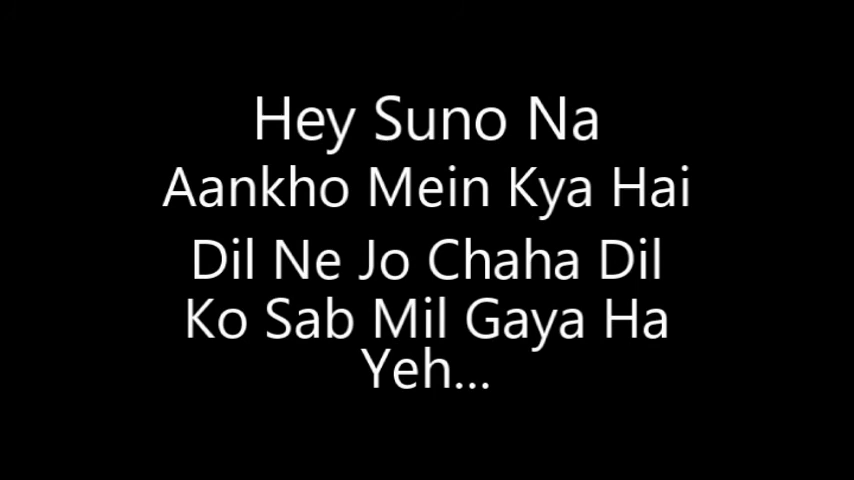 Hey Suno Na
Aankho Mein Kya Hai
Dil Ne Jo Chaha Dil
Ko Sab Mil Gaya Ha
Yeh...